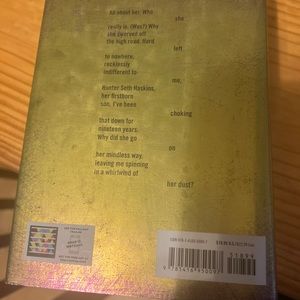 all about her. Who
she
really is. (Was?) Why
she swerved off
the high road. Hard
left
to nowhere,
recklessly
indifferent to
me,
Hunter Seth Haskins,
her firstborn
son. I've been
choking
that down for
nineteen years.
Why did she go
on
her mindless way,
leaving me spinning
in a whirlwind of
her dust?
51899